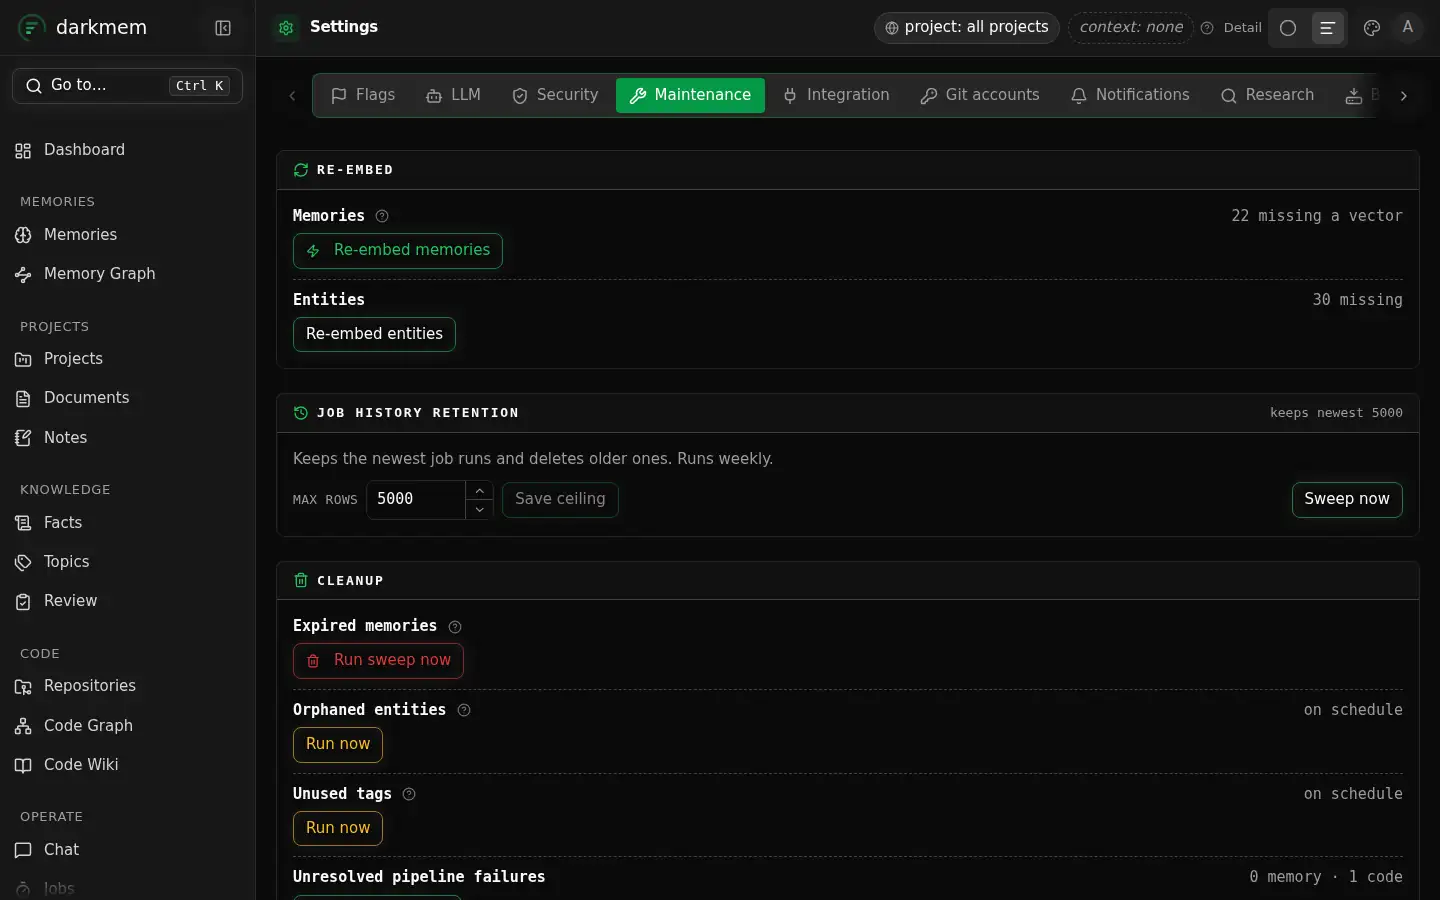 darkmem
Settings
project: all projects
context: none
Detail
A
Go to...
Ctrl K
Flags
LLM
Security
Maintenance
Integration
Git accounts
Notifications
Research
B
Dashboard
MEMORIES
Memories
Memory Graph
PROJECTS
Projects
Documents
Notes
KNOWLEDGE
Facts
Topics
Review
CODE
Repositories
Code Graph
Code Wiki
OPERATE
Chat
Jobs
RE-EMBED
Memories
22 missing a vector
Re-embed memories
Entities
30 missing
Re-embed entities
JOB HISTORY RETENTION
keeps newest 5000
Keeps the newest job runs and deletes older ones. Runs weekly.
MAX ROWS
5000
Save ceiling
Sweep now
CLEANUP
Expired memories
Run sweep now
Orphaned entities
on schedule
Run now
Unused tags
on schedule
Run now
Unresolved pipeline failures
0 memory · 1 code